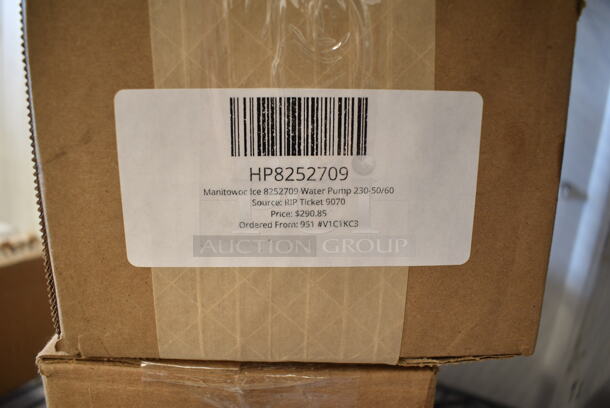 HP8252709
Manitowoc Ice 8252709 Water Pump 230-50/60
Source: RIP Ticket 9070
Price: $290.85
Ordered From: 951 #V1C1KC3
AUCTION GROUP